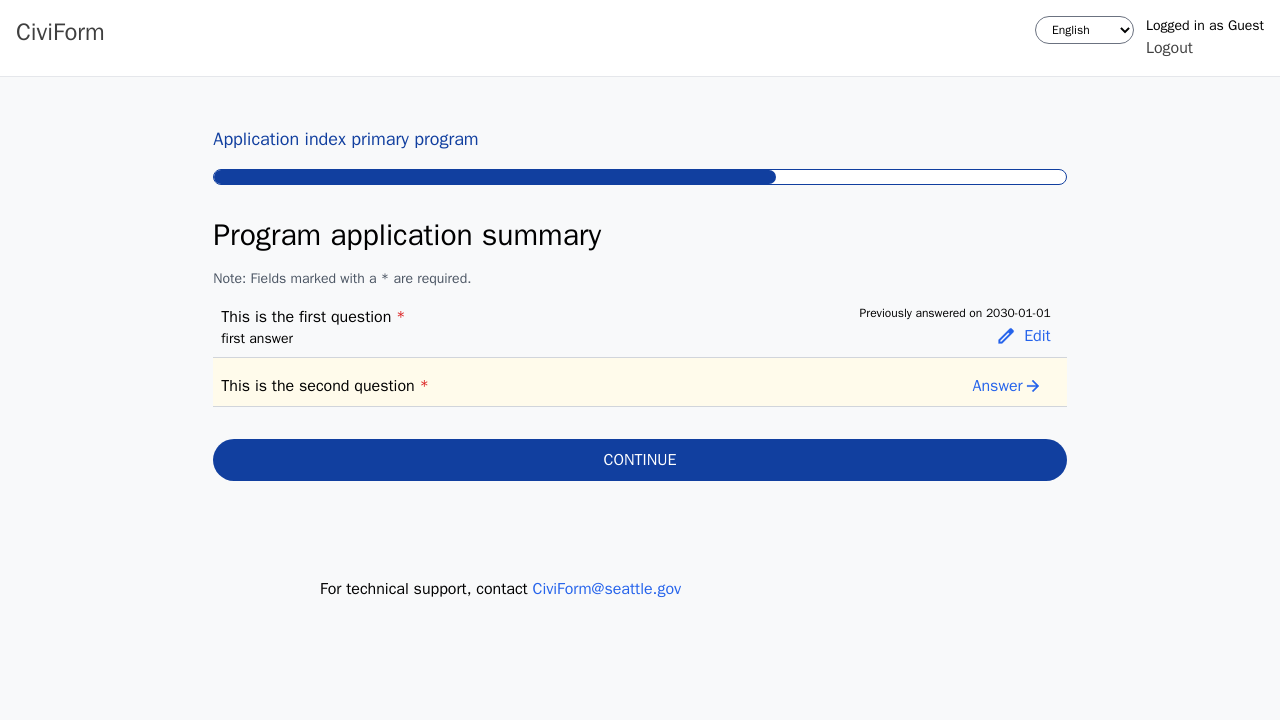 CiviForm
English
Logged in as Guest
Logout
Application index primary program
Program application summary
Note: Fields marked with a * are required.
This is the first question *
first answer
Previously answered on 2030-01-01
Edit
This is the second question *
Answer
CONTINUE
For technical support, contact CiviForm@seattle.gov